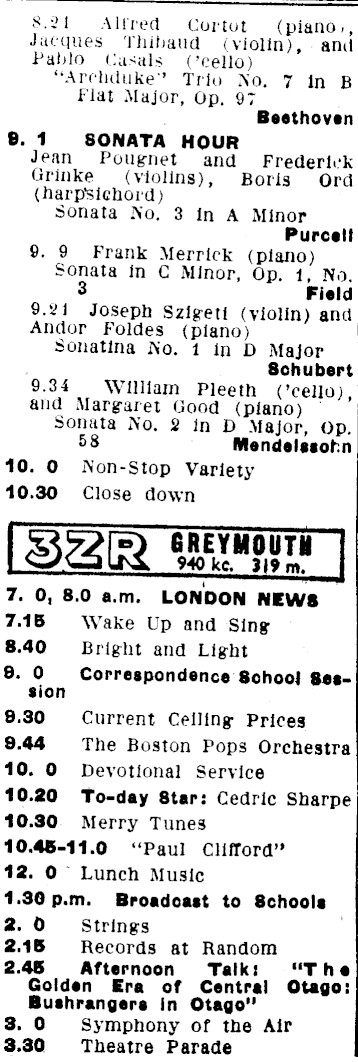 8.21 Alfred Cortot (piano),
Jacques Thibaud (violin), and
Pablo Casals ('cello)
"Archduke" Trio No. 7 in B
Flat Major, Op. 97
Beethoven
9. 1 SONATA HOUR
Jean Pougnet and Frederick
Grinke (violins), Boris Ord
(harpsichord)
Sonata No. 3 in A Minor
Purcell
9. 9 Frank Merrick (piano)
Sonata in C Minor, Op. 1, No.
3 Field
9.21 Joseph Szigeti (violin) and
Andor Foldes (piano)
Sonatina No. 1 in D Major
Schubert
9.34 William Pleeth ('cello),
and Margaret Good (piano)
Sonata No. 2 in D Major, Op.
58 Mendelssohn
10. 0 Non-Stop Variety
10.30 Close down
3ZR GREYMOUTH
940 kc. 319 m.
7. 0, 8.0 a.m. LONDON NEWS
7.15 Wake Up and Sing
8.40 Bright and Light
9. 0 Correspondence School Ses-
sion
9.30 Current Ceiling Prices
9.44 The Boston Pops Orchestra
10. 0 Devotional Service
10.20 To-day Star: Cedric Sharpe
10.30 Merry Tunes
10.45-11.0 "Paul Clifford"
12. 0 Lunch Music
1.30 p.m. Broadcast to Schools
2. 0 Strings
2.15 Records at Random
2.45 Afternoon Talk: "The
Golden Era of Central Otago:
Bushrangers in Otago"
3. 0 Symphony of the Air
3.30 Theatre Parade